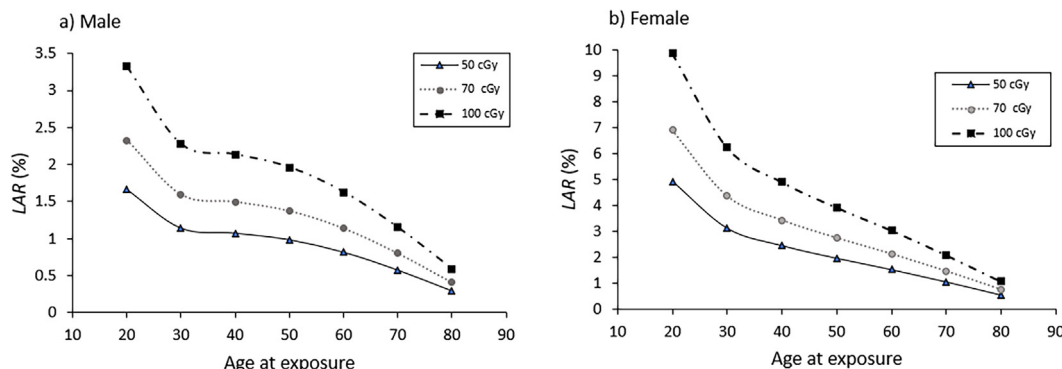 a) Male
3.5
3
2.5
2
1.5
1
0.5
0
LAR (%)
10 20 30 40 50 60 70 80 90
Age at exposure
50 cGy
70 cGy
100 cGy
b) Female
10
9
8
7
6
5
4
3
2
1
0
LAR (%)
10 20 30 40 50 60 70 80 90
Age at exposure
50 cGy
70 cGy
100 cGy